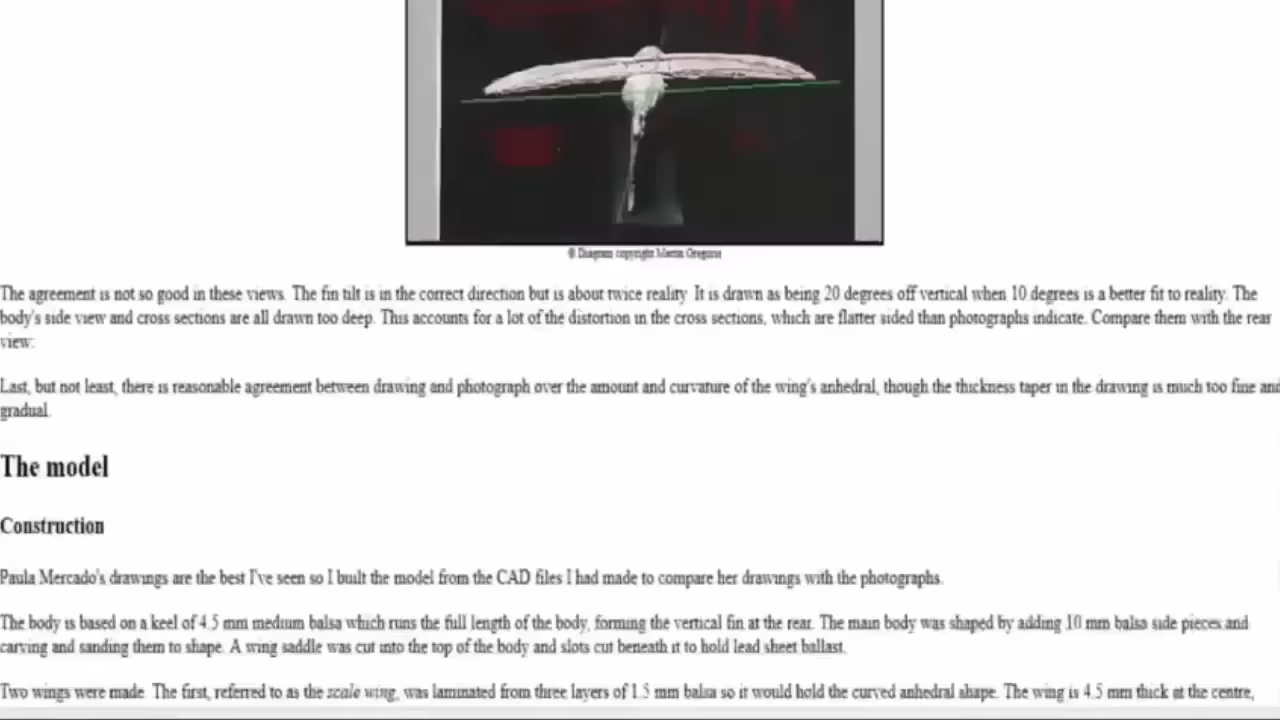 © Diagram copyright Martin Gregorie
The agreement is not so good in these views. The fin tilt is in the correct direction but is about twice reality. It is drawn as being 20 degrees off vertical when 10 degrees is a better fit to reality. The
body's side view and cross sections are all drawn too deep. This accounts for a lot of the distortion in the cross sections, which are flatter sided than photographs indicate. Compare them with the rear
view:
Last, but not least, there is reasonable agreement between drawing and photograph over the amount and curvature of the wing's anhedral, though the thickness taper in the drawing is much too fine and
gradual.
The model
Construction
Paula Mercado's drawings are the best I've seen so I built the model from the CAD files I had made to compare her drawings with the photographs.
The body is based on a keel of 4.5 mm medium balsa which runs the full length of the body, forming the vertical fin at the rear. The main body was shaped by adding 10 mm balsa side pieces and
carving and sanding them to shape. A wing saddle was cut into the top of the body and slots cut beneath it to hold lead sheet ballast.
Two wings were made. The first, referred to as the scale wing, was laminated from three layers of 1.5 mm balsa so it would hold the curved anhedral shape. The wing is 4.5 mm thick at the centre,